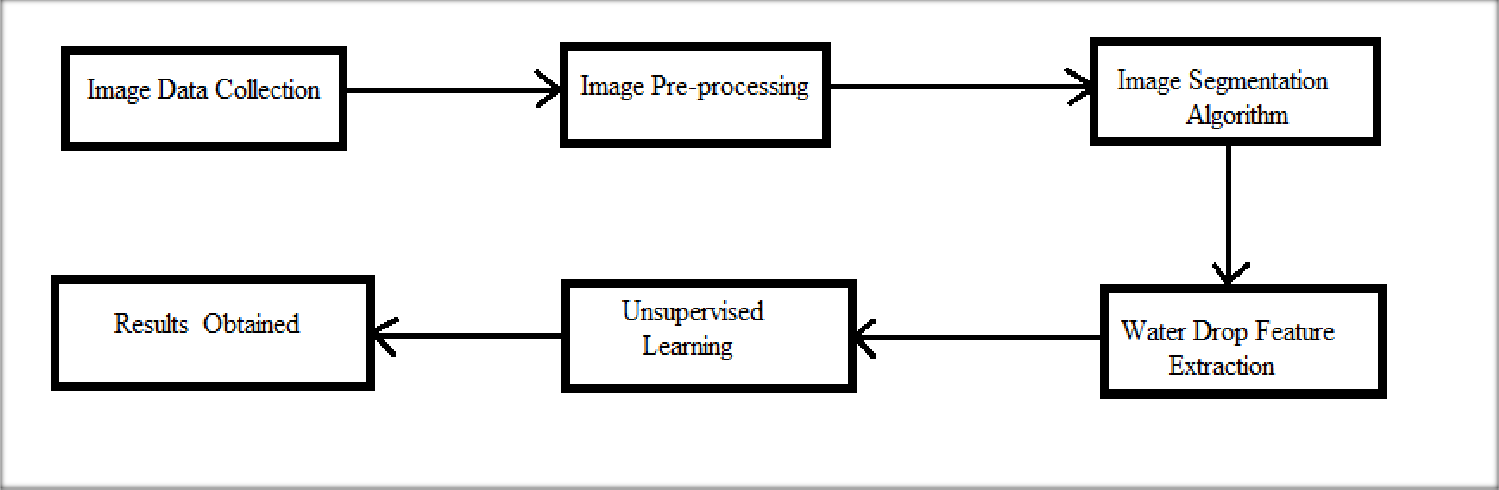 Image Data Collection
Image Pre-processing
Image Segmentation
Algorithm
Water Drop Feature
Extraction
Unsupervised
Learning
Results Obtained